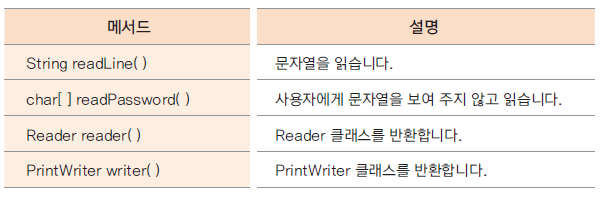 메서드 설명
String readLine( ) 문자열을 읽습니다.
char[ ] readPassword( ) 사용자에게 문자열을 보여 주지 않고 읽습니다.
Reader reader( ) Reader 클래스를 반환합니다.
PrintWriter writer( ) PrintWriter 클래스를 반환합니다.